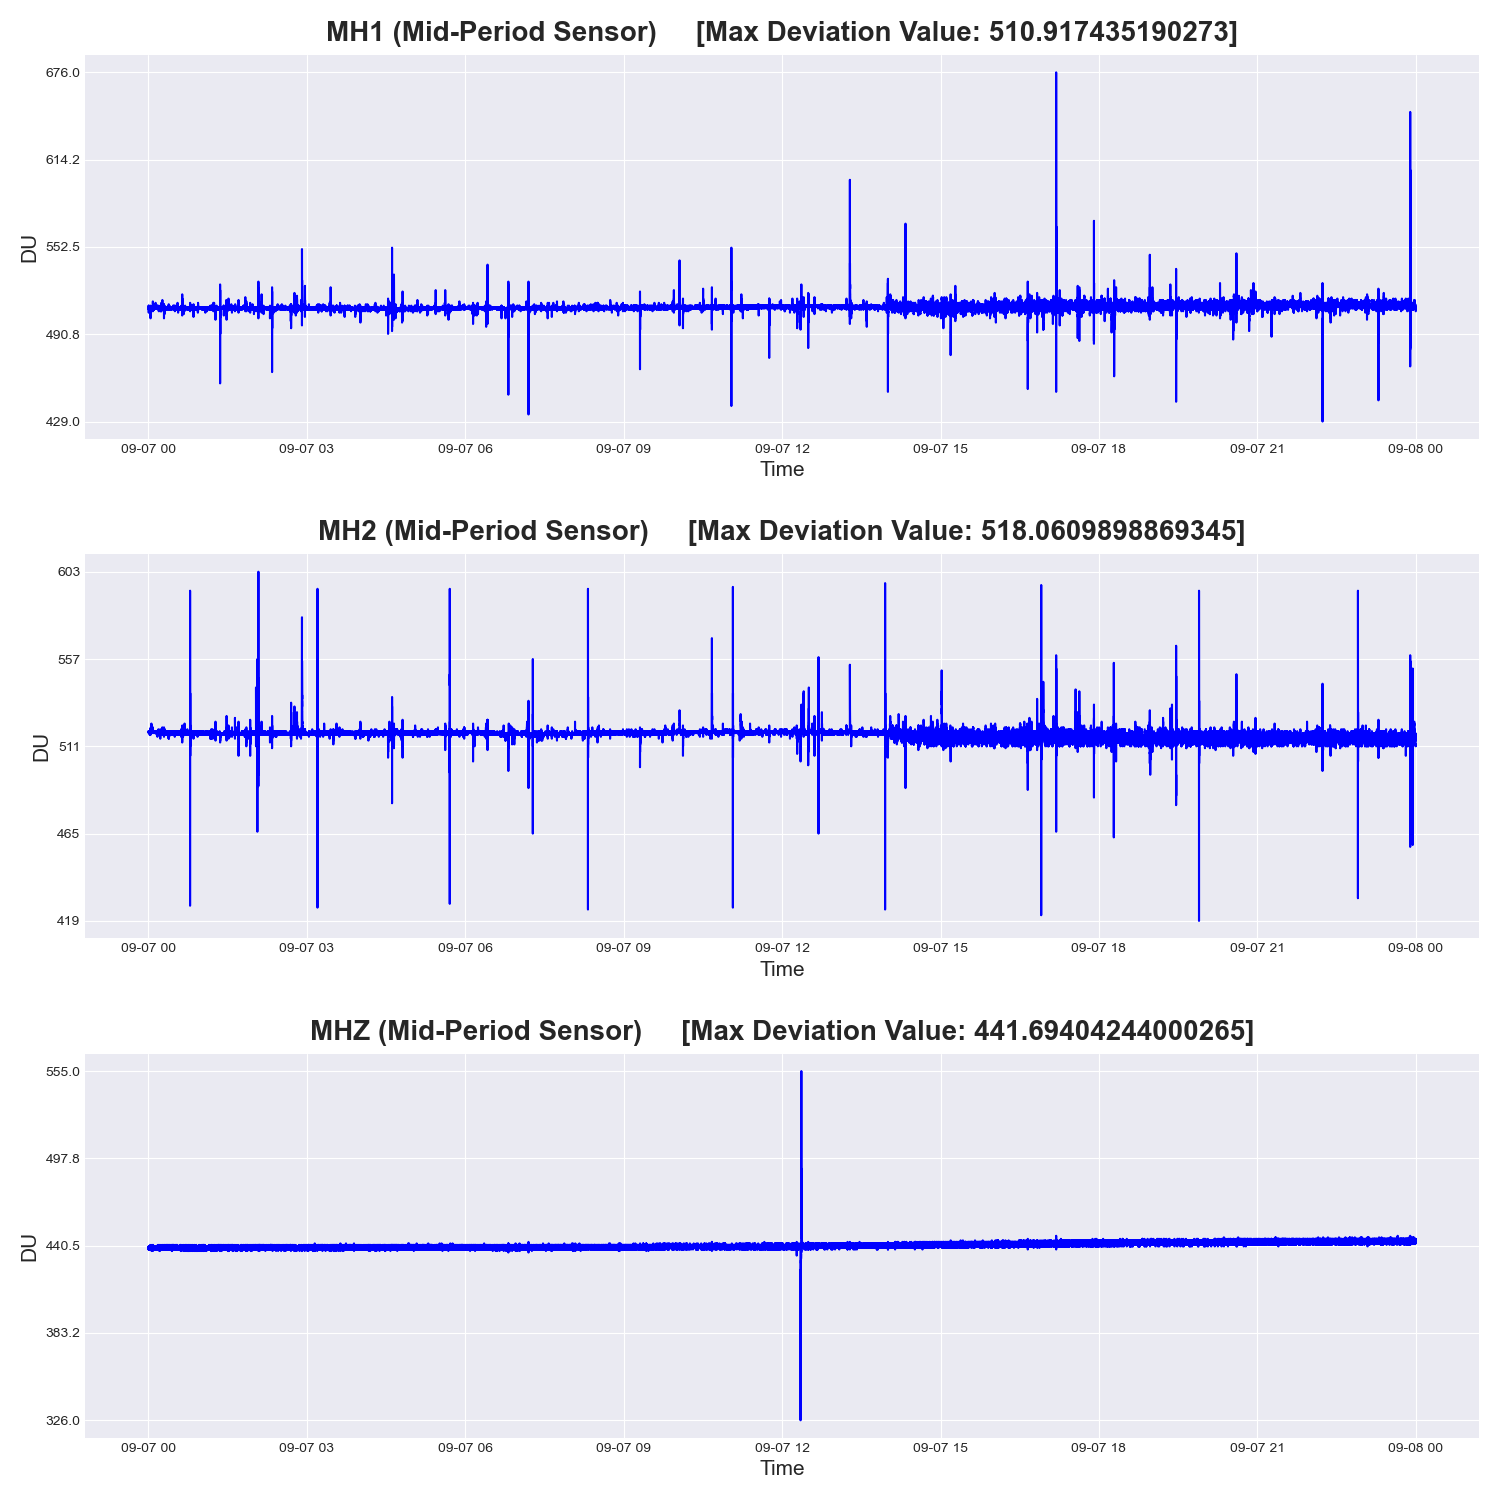 MH1 (Mid-Period Sensor) [Max Deviation Value: 510.917435190273]
676.0
614.2
552.5
490.8
429.0
DU
09-07 00 09-07 03 09-07 06 09-07 09 09-07 12 09-07 15 09-07 18 09-07 21 09-08 00
Time
MH2 (Mid-Period Sensor) [Max Deviation Value: 518.0609898869345]
603
557
511
465
419
DU
09-07 00 09-07 03 09-07 06 09-07 09 09-07 12 09-07 15 09-07 18 09-07 21 09-08 00
Time
MHZ (Mid-Period Sensor) [Max Deviation Value: 441.69404244000265]
555.0
497.8
440.5
383.2
326.0
DU
09-07 00 09-07 03 09-07 06 09-07 09 09-07 12 09-07 15 09-07 18 09-07 21 09-08 00
Time